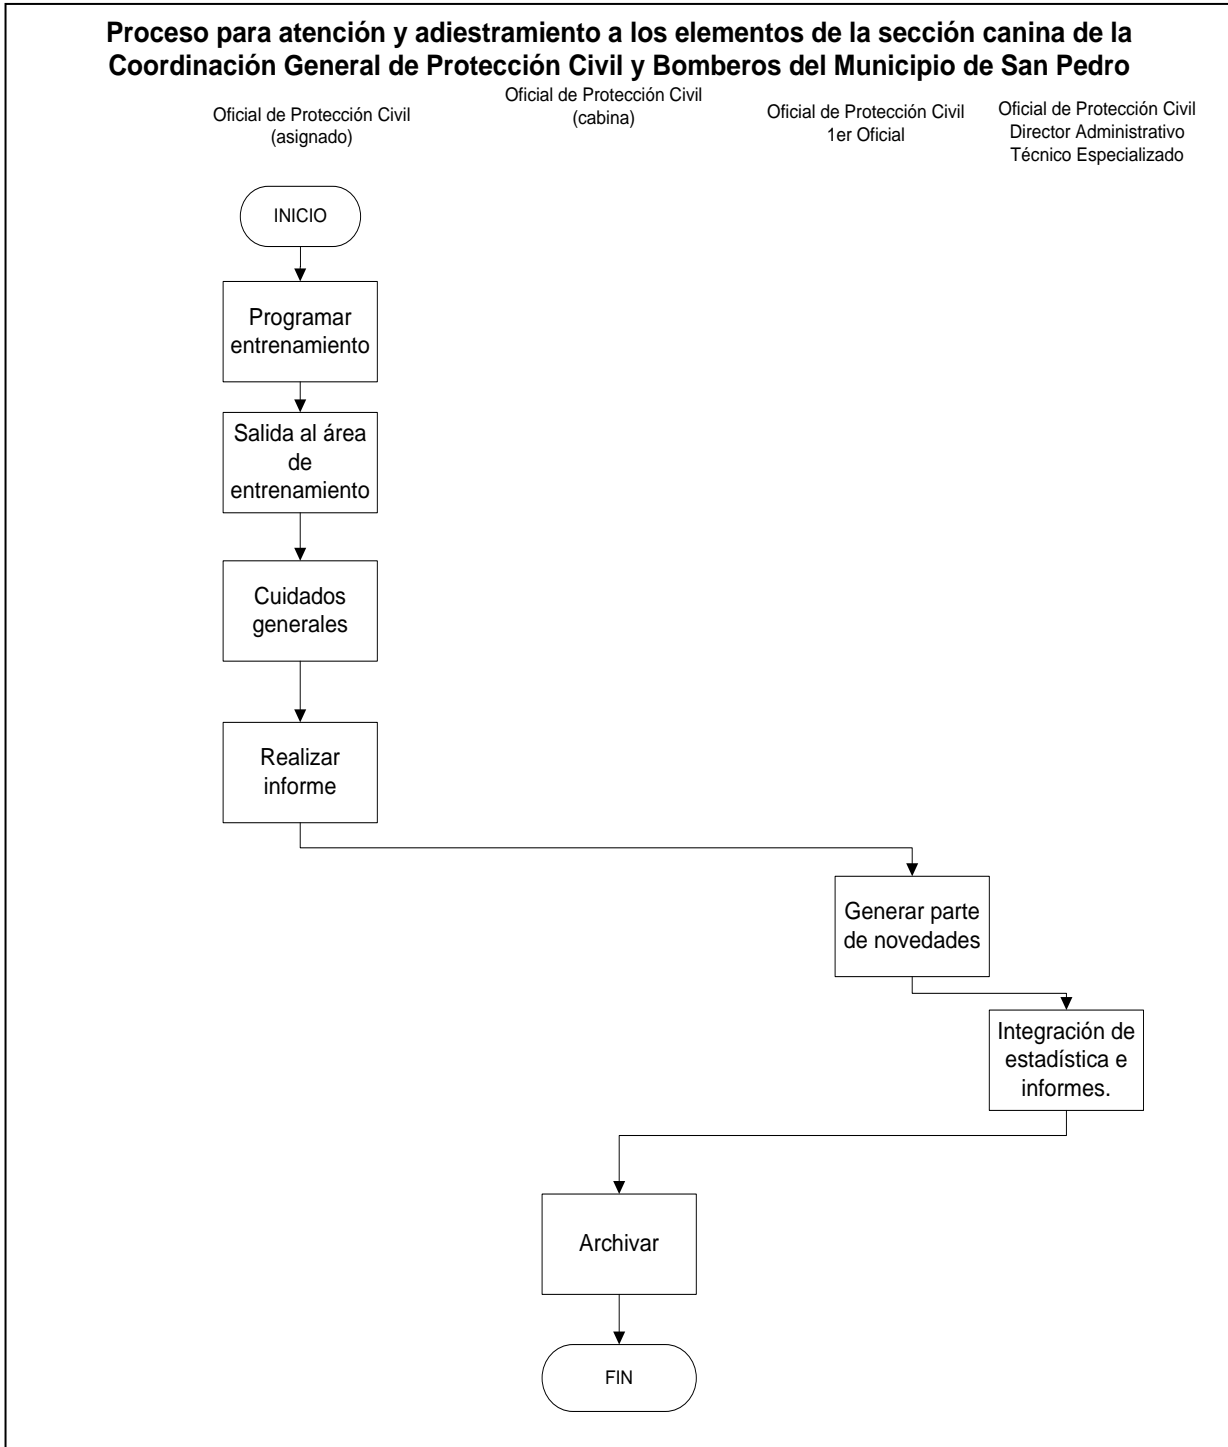 Proceso para atención y adiestramiento a los elementos de la sección canina de la
Coordinación General de Protección Civil y Bomberos del Municipio de San Pedro
Oficial de Protección Civil
(asignado)
Oficial de Protección Civil
(cabina)
Oficial de Protección Civil
1er Oficial
Oficial de Protección Civil
Director Administrativo
Técnico Especializado
INICIO
Programar
entrenamiento
Salida al área
de
entrenamiento
Cuidados
generales
Realizar
informe
Generar parte
de novedades
Integración de
estadística e
informes.
Archivar
FIN